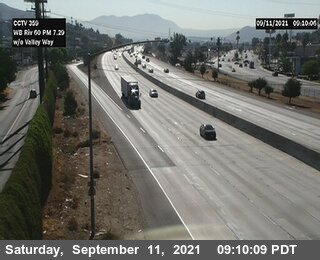 CCTV 359
WB Riv 60 PM 7.29
w/o Valley Way
09/11/2021 09:10:06
Saturday, September 11, 2021 09:10:09 PDT